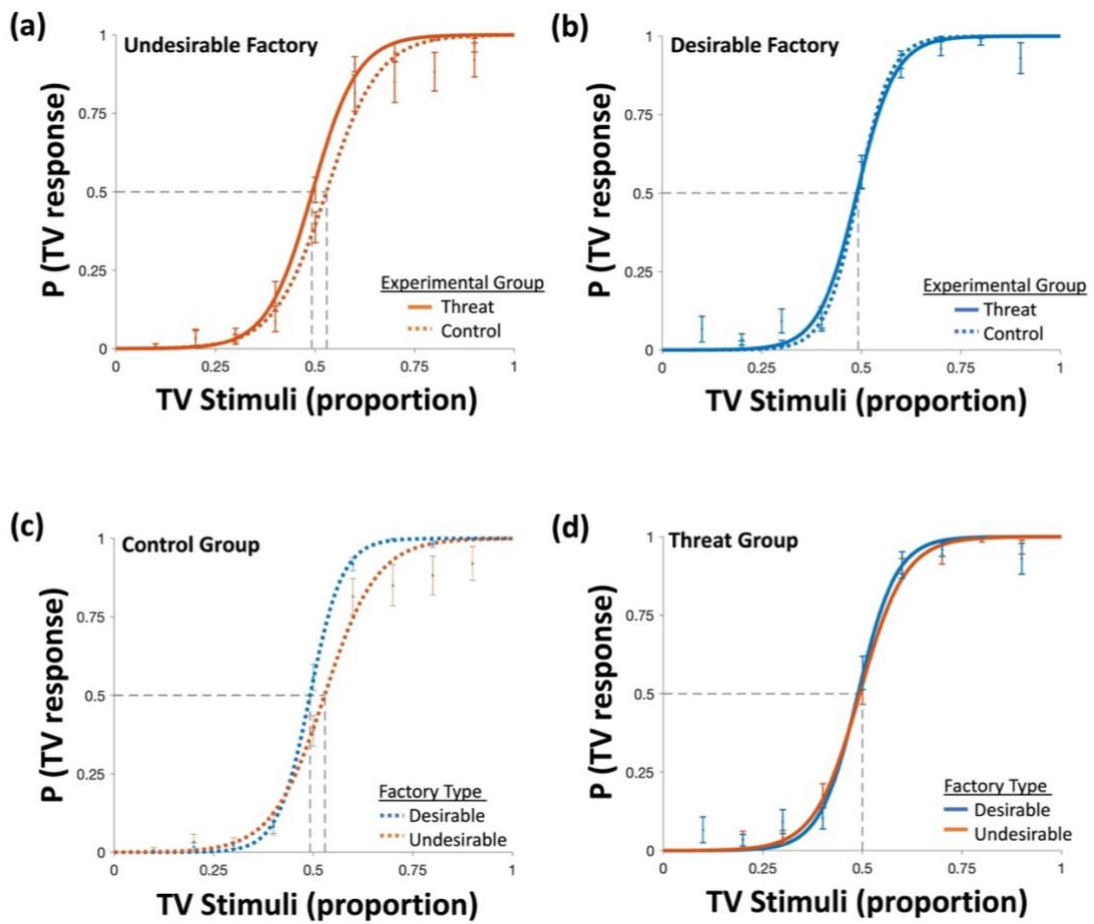 (a)
Undesirable Factory
P (TV response)
1
0.75
0.5
0.25
0
Experimental Group
Threat
Control
0
0.25
0.5
0.75
1
TV Stimuli (proportion)
(b)
Desirable Factory
P (TV response)
1
0.75
0.5
0.25
0
Experimental Group
Threat
Control
0
0.25
0.5
0.75
1
TV Stimuli (proportion)
(c)
Control Group
P (TV response)
1
0.75
0.5
0.25
0
Factory Type
Desirable
Undesirable
0
0.25
0.5
0.75
1
TV Stimuli (proportion)
(d)
Threat Group
P (TV response)
1
0.75
0.5
0.25
0
Factory Type
Desirable
Undesirable
0
0.25
0.5
0.75
1
TV Stimuli (proportion)